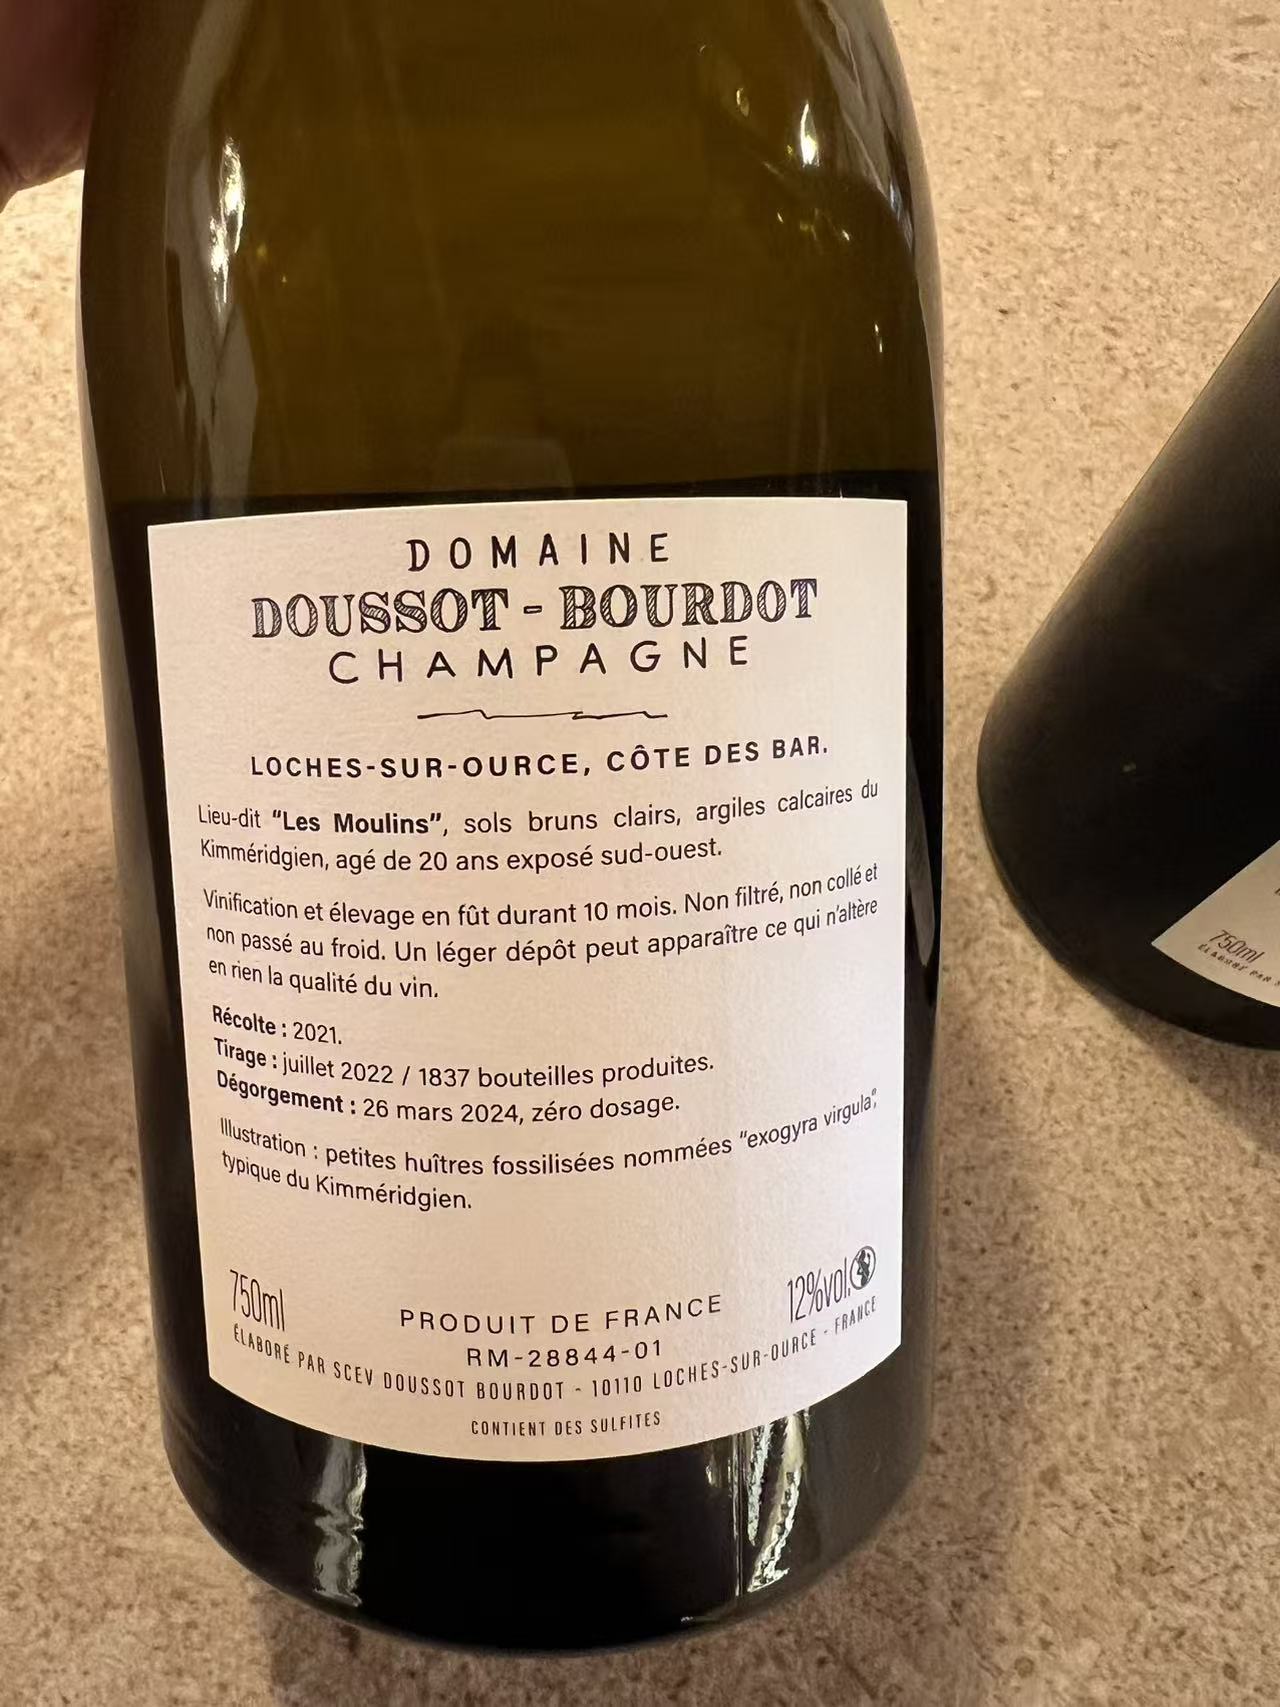 DOMAINE
DOUSSOT - BOURDOT
CHAMPAGNE
LOCHES-SUR-OURCE, CÔTE DES BAR.
Lieu-dit "Les Moulins", sols bruns clairs, argiles calcaires du
Kimméridgien, agé de 20 ans exposé sud-ouest.
Vinification et élevage en fût durant 10 mois. Non filtré, non collé et
non passé au froid. Un léger dépôt peut apparaître ce qui n'altère
en rien la qualité du vin.
Récolte : 2021.
Tirage : juillet 2022 / 1837 bouteilles produites.
Dégorgement : 26 mars 2024, zéro dosage.
Illustration : petites huîtres fossilisées nommées "exogyra virgula",
typique du Kimméridgien.
750ml
PRODUIT DE FRANCE
12%vol.
RM-28844-01
ÉLABORÉ PAR SCEV DOUSSOT BOURDOT - 10110 LOCHES-SUR-OURCE - FRANCE
CONTIENT DES SULFITES
750ml
ÉLABORÉ PAR